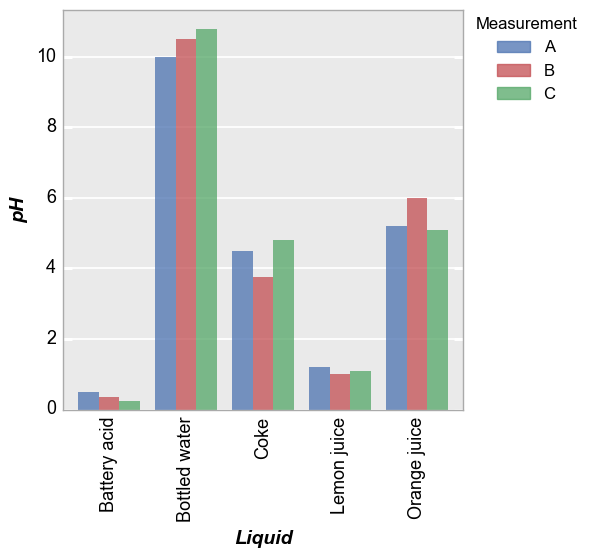 Measurement
A
B
C
pH
10
8
6
4
2
0
Battery acid
Bottled water
Coke
Lemon juice
Orange juice
Liquid